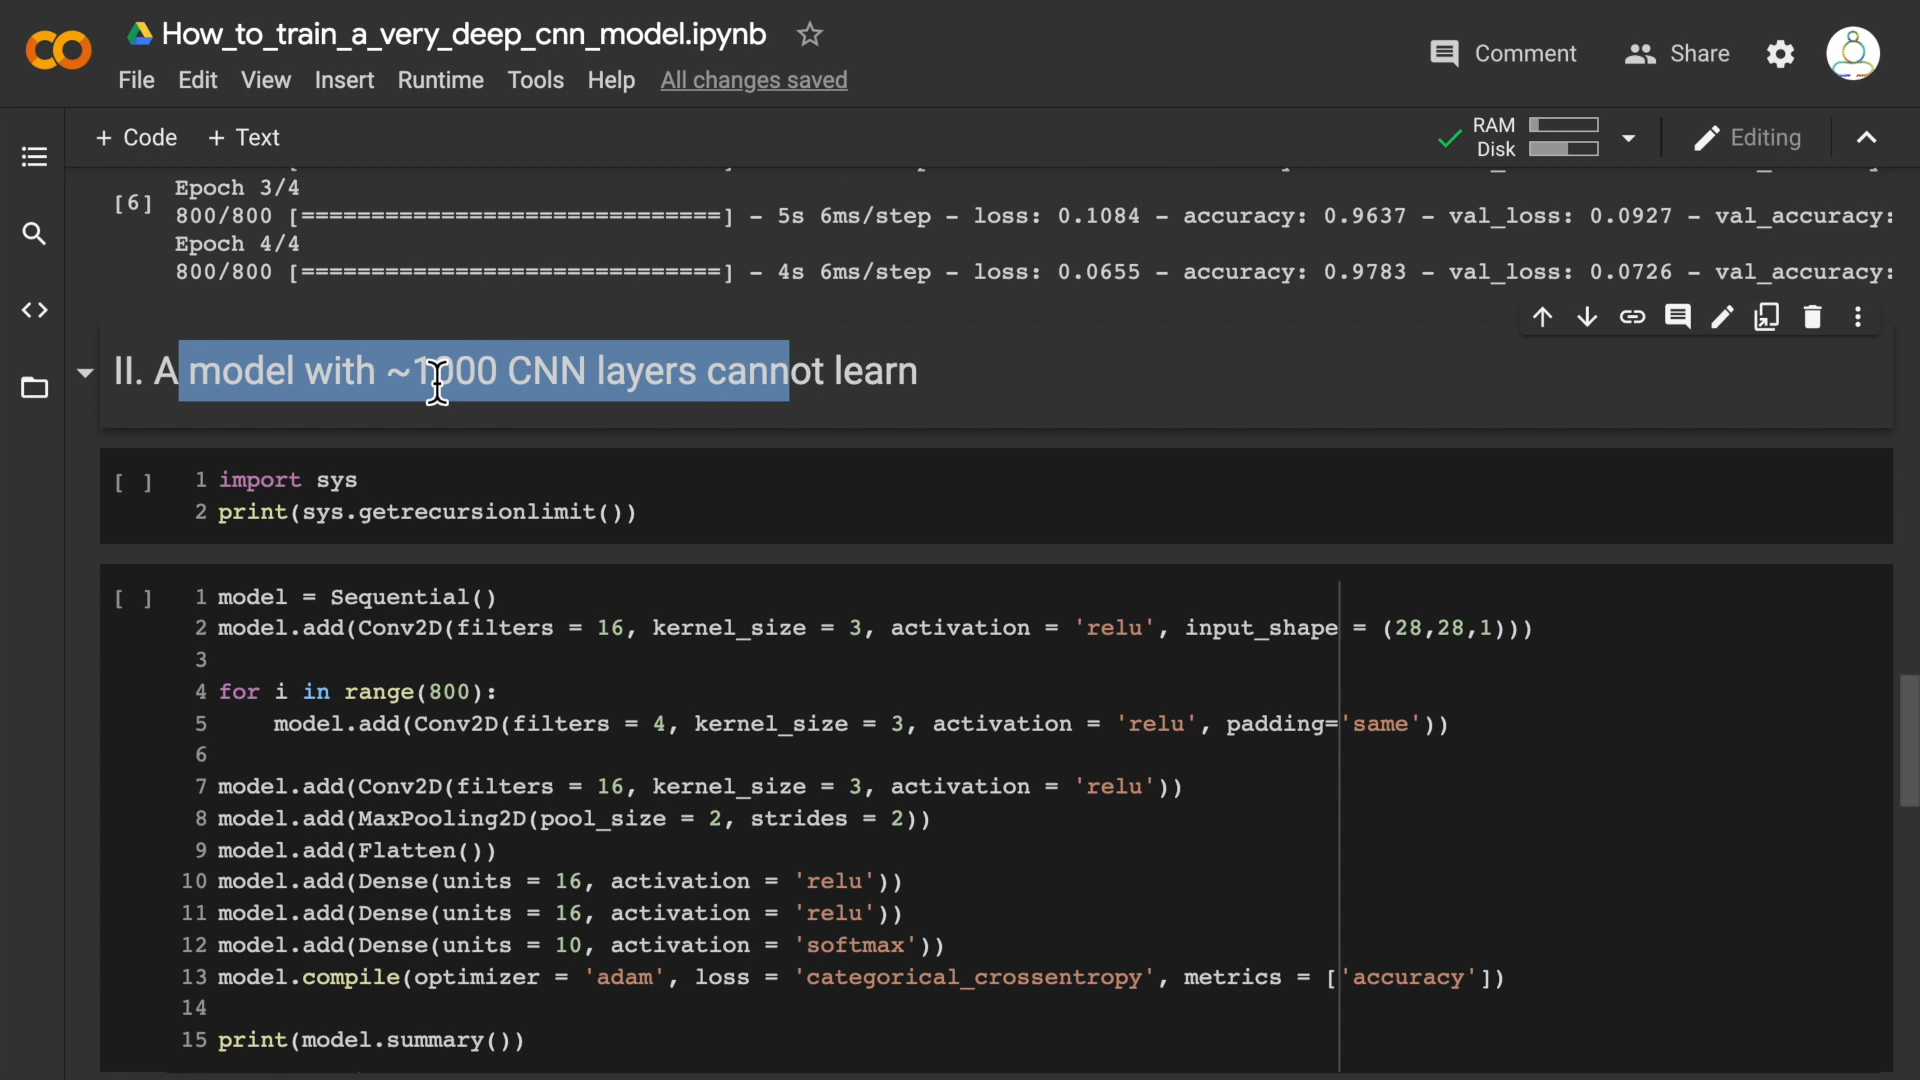 How_to_train_a_very_deep_cnn_model.ipynb
Comment
Share
File Edit View Insert Runtime Tools Help All changes saved
+ Code + Text
RAM
Disk
Editing
[6]
Epoch 3/4
800/800 [==============================] - 5s 6ms/step - loss: 0.1084 - accuracy: 0.9637 - val_loss: 0.0927 - val_accuracy:
Epoch 4/4
800/800 [==============================] - 4s 6ms/step - loss: 0.0655 - accuracy: 0.9783 - val_loss: 0.0726 - val_accuracy:
II. A model with ~1000 CNN layers cannot learn
[ ] 1 import sys
2 print(sys.getrecursionlimit())
[ ] 1 model = Sequential()
2 model.add(Conv2D(filters = 16, kernel_size = 3, activation = 'relu', input_shape = (28,28,1)))
3
4 for i in range(800):
5     model.add(Conv2D(filters = 4, kernel_size = 3, activation = 'relu', padding='same'))
6
7 model.add(Conv2D(filters = 16, kernel_size = 3, activation = 'relu'))
8 model.add(MaxPooling2D(pool_size = 2, strides = 2))
9 model.add(Flatten())
10 model.add(Dense(units = 16, activation = 'relu'))
11 model.add(Dense(units = 16, activation = 'relu'))
12 model.add(Dense(units = 10, activation = 'softmax'))
13 model.compile(optimizer = 'adam', loss = 'categorical_crossentropy', metrics = ['accuracy'])
14
15 print(model.summary())